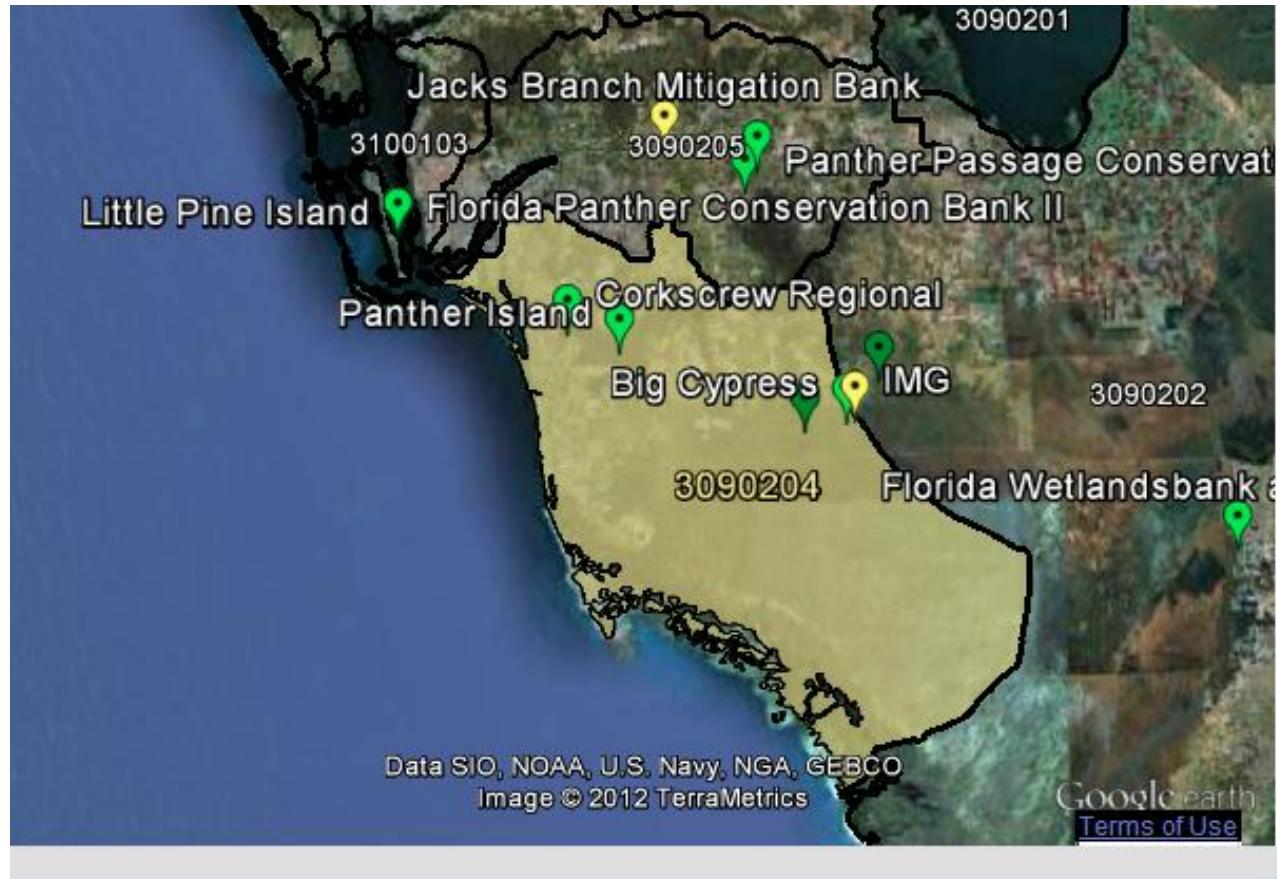 3090201
Jacks Branch Mitigation Bank
3100103
3090205
Panther Passage Conservat
Little Pine Island
Florida Panther Conservation Bank II
Corkscrew Regional
Panther Island
Big Cypress
IMG
3090202
3090204
Florida Wetlandsbank a
Data SIO, NOAA, U.S. Navy, NGA, GEBCO
Image © 2012 TerraMetrics
Google earth
Terms of Use